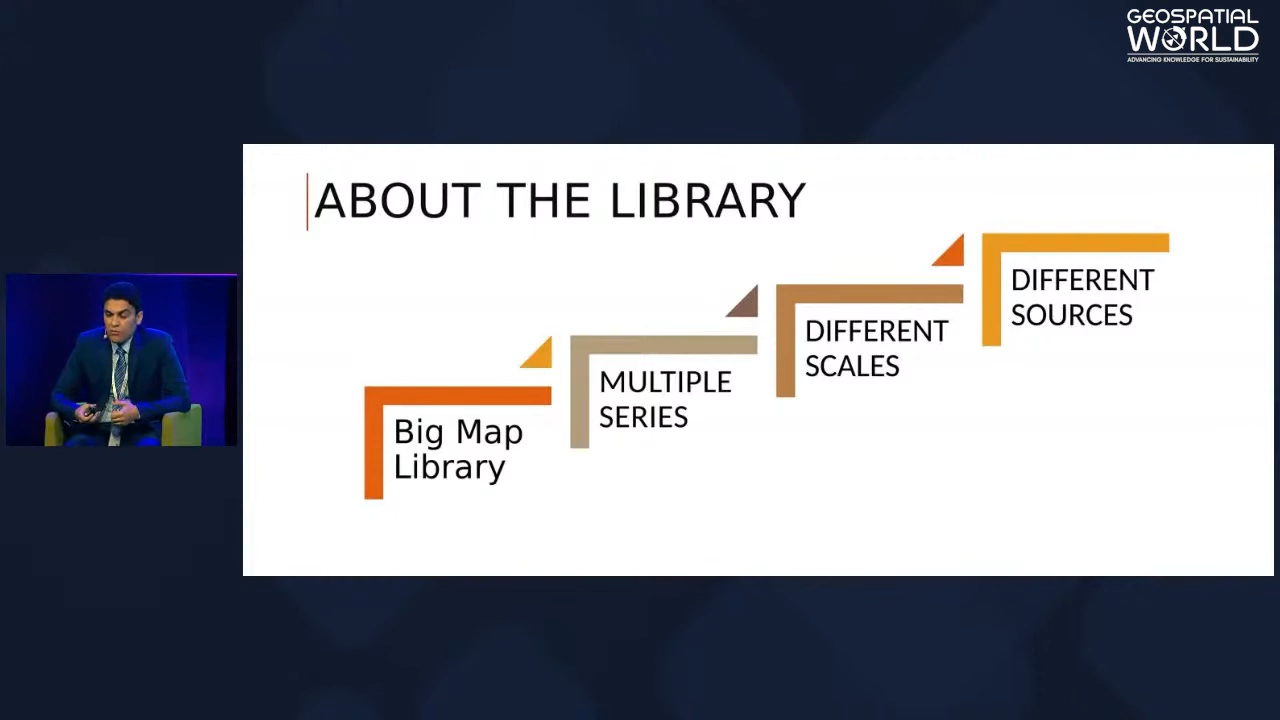 GEOSPATIAL
WORLD
ADVANCING KNOWLEDGE FOR SUSTAINABILITY
ABOUT THE LIBRARY
Big Map
Library
MULTIPLE
SERIES
DIFFERENT
SCALES
DIFFERENT
SOURCES